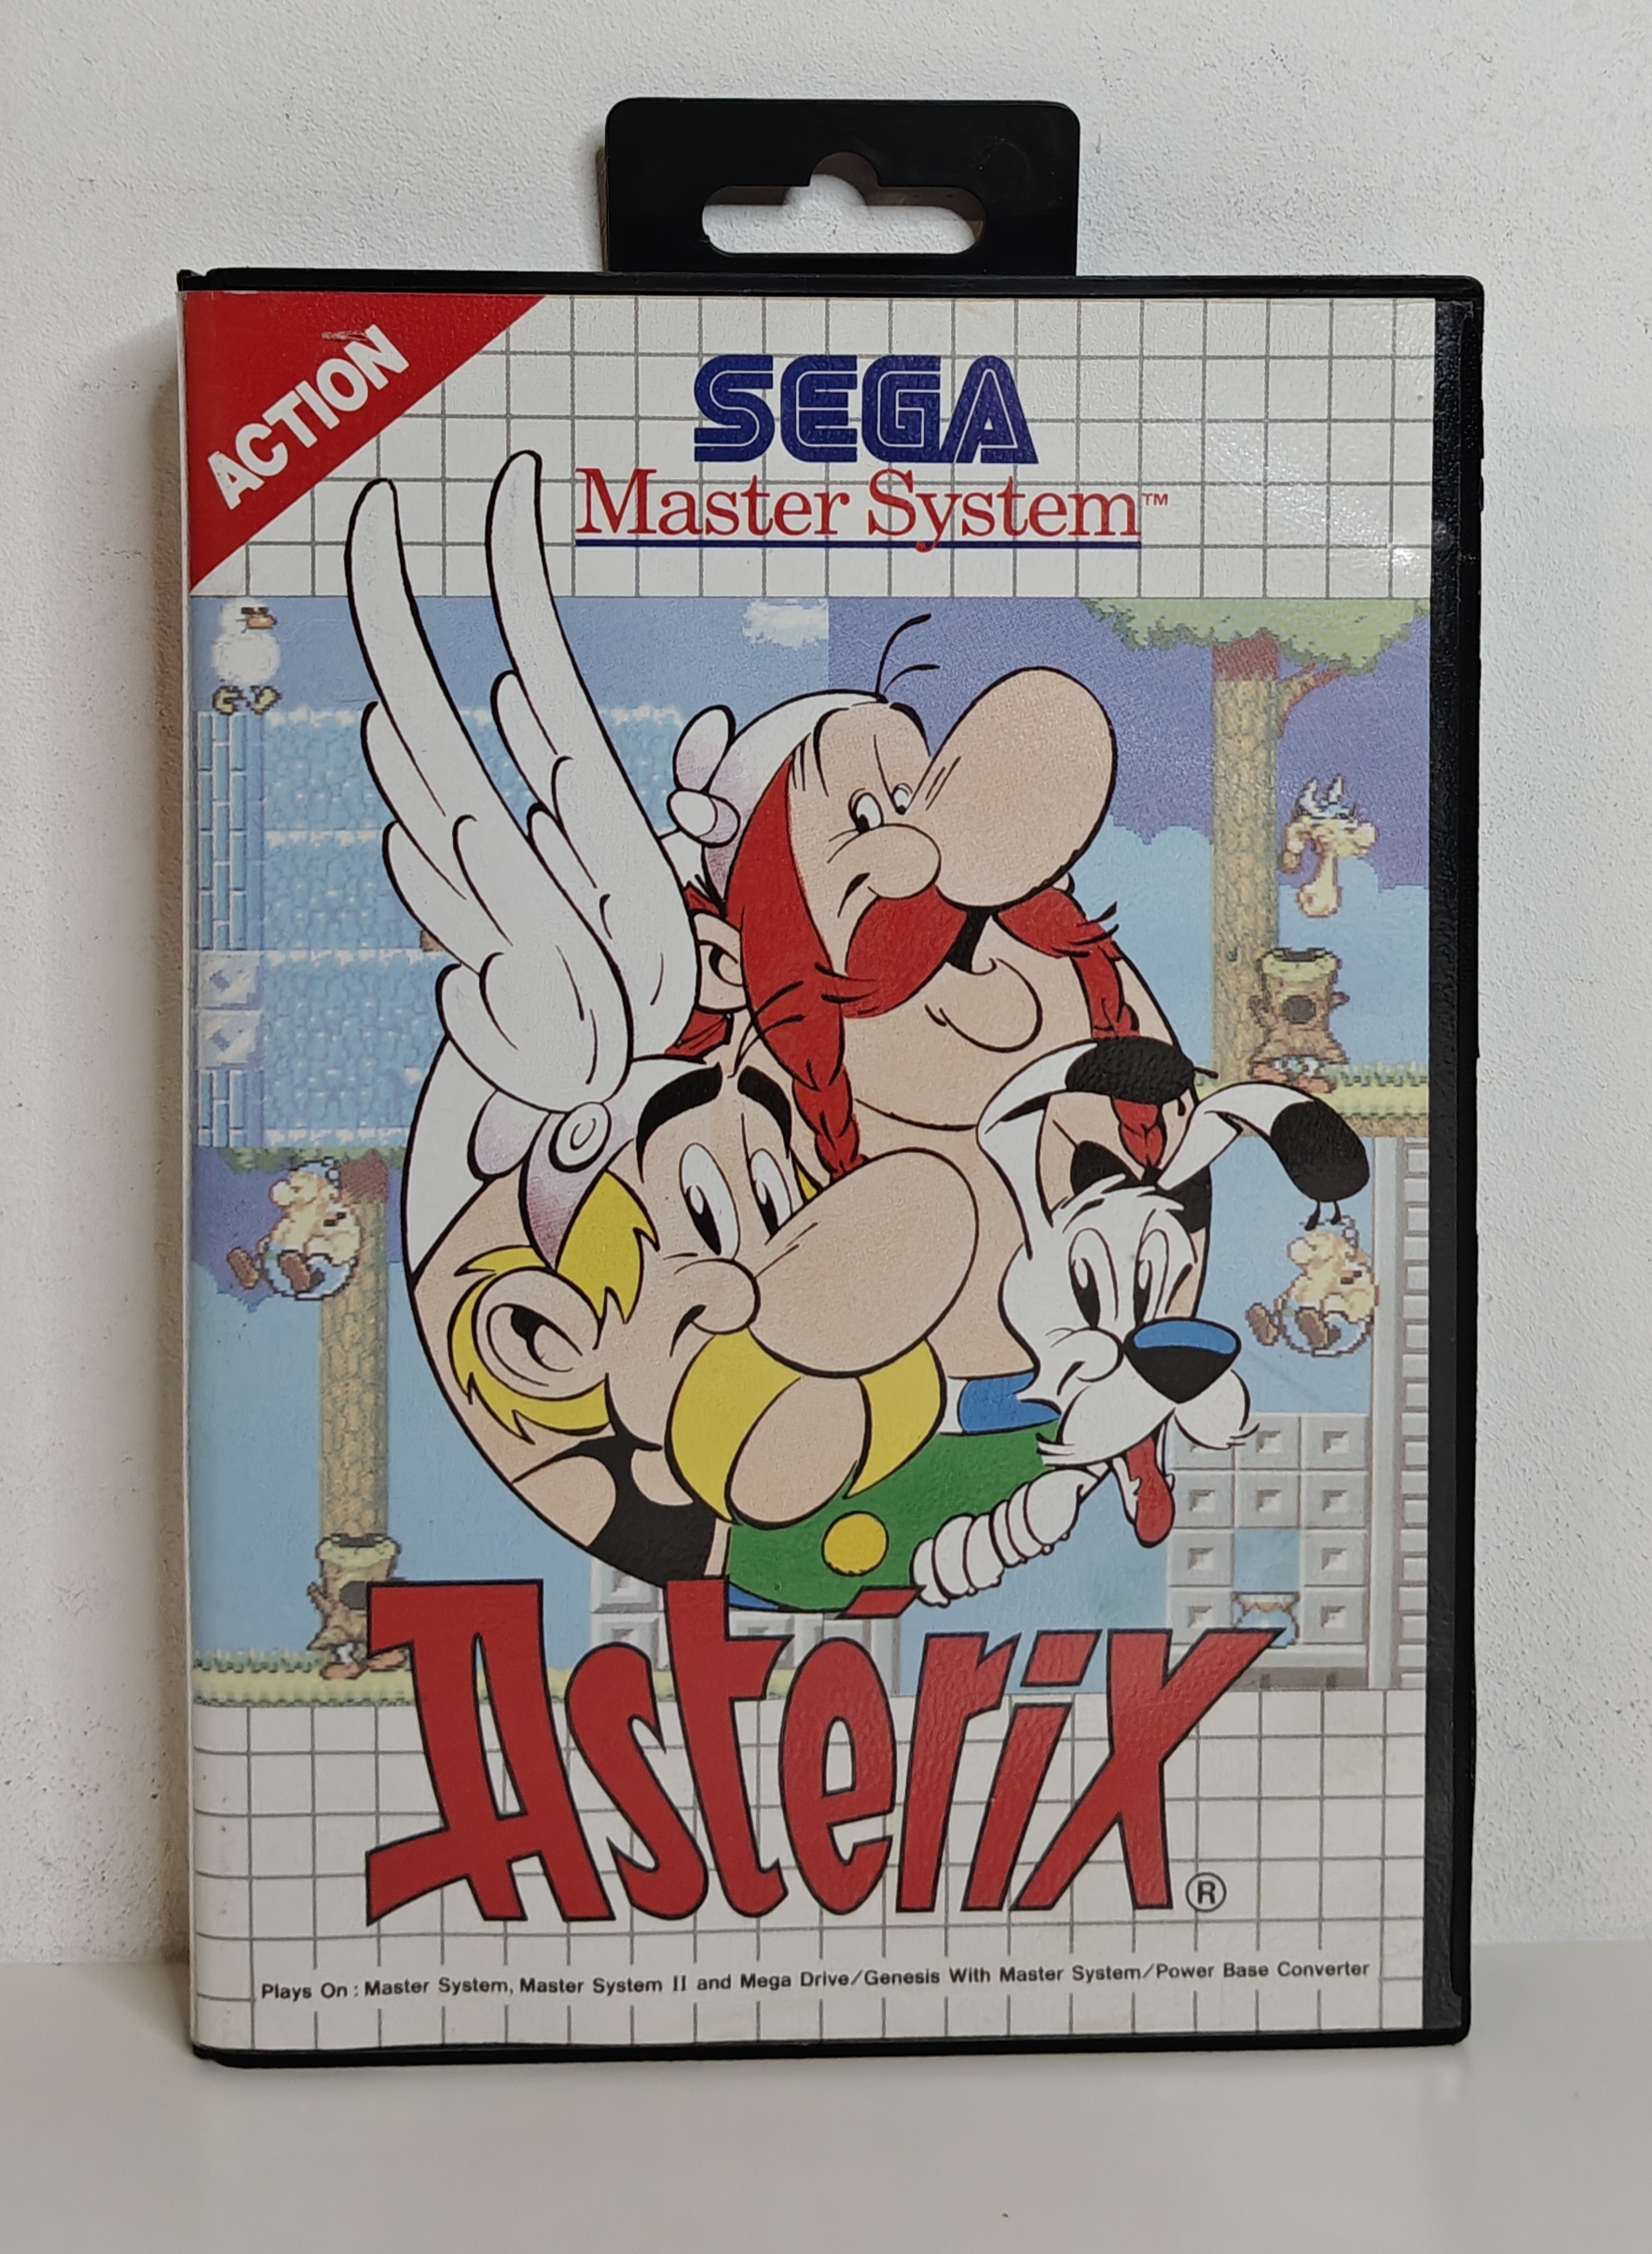 ACTION
SEGA
Master System™
Astérix®
Plays On : Master System, Master System II and Mega Drive/Genesis With Master System/Power Base Converter